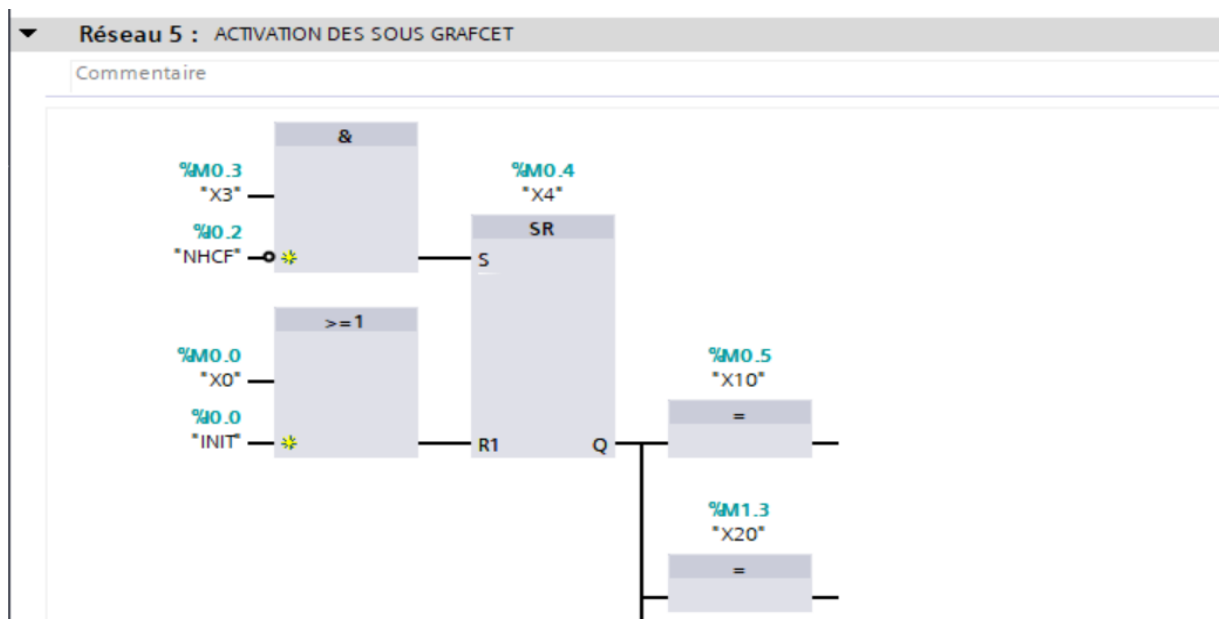 Réseau 5 : ACTIVATION DES SOUS GRAFCET
Commentaire
&
%M0.3
"X3"
%I0.2
"NHCF"
%M0.4
"X4"
SR
S
>=1
%M0.0
"X0"
%I0.0
"INIT"
R1
Q
%M0.5
"X10"
=
%M1.3
"X20"
=